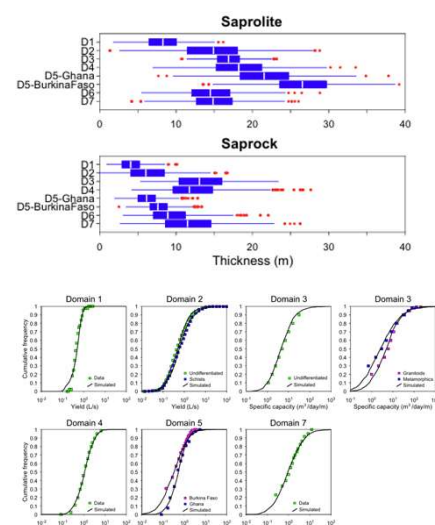 Saprolite
D1
D2
D3
D4
D5-Ghana
D5-BurkinaFaso
D6
D7
0 10 20 30 40
Saprock
D1
D2
D3
D4
D5-Ghana
D5-BurkinaFaso
D6
D7
0 10 20 30 40
Thickness (m)
Domain 1 Domain 2 Domain 3 Domain 3
Cumulative frequency
Data
Simulated
Yield (L/s)
Undifferentiated
Schists
Simulated
Yield (L/s)
Undifferentiated
Simulated
Specific capacity (m³/day/m)
Granitoids
Metamorphics
Simulated
Specific capacity (m³/day/m)
Domain 4 Domain 5 Domain 7
Cumulative frequency
Data
Simulated
Burkina Faso
Ghana
Simulated
Data
Simulated